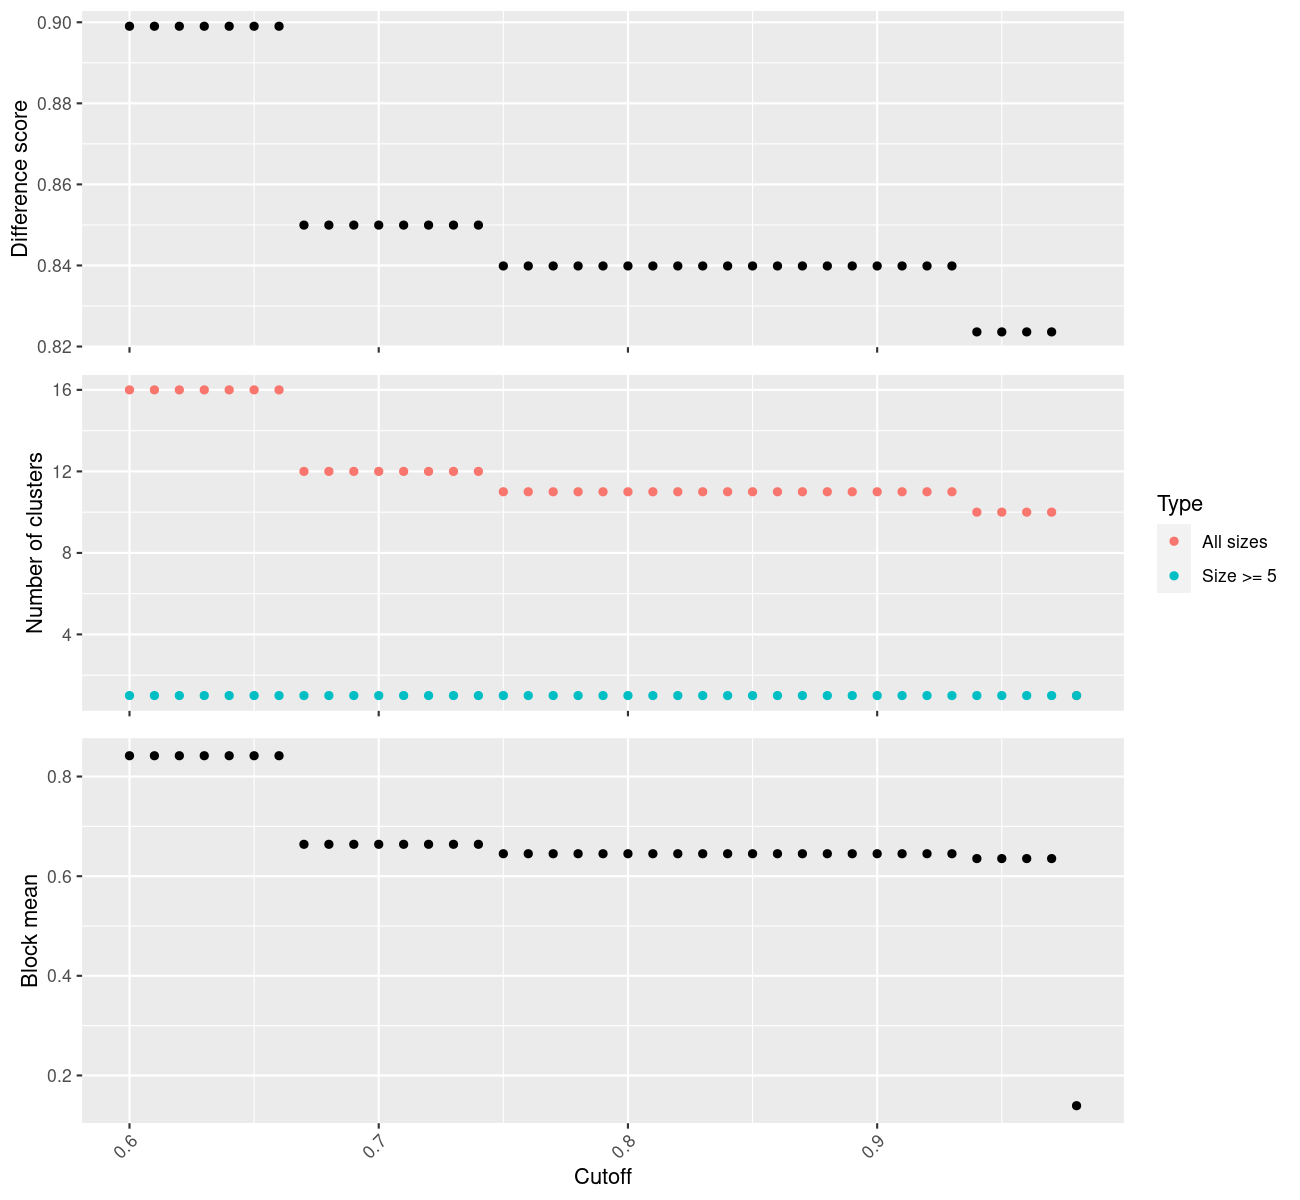 Difference score
0.90
0.88
0.86
0.84
0.82
Number of clusters
16
12
8
4
Type
All sizes
Size >= 5
Block mean
0.8
0.6
0.4
0.2
0.6 0.7 0.8 0.9
Cutoff